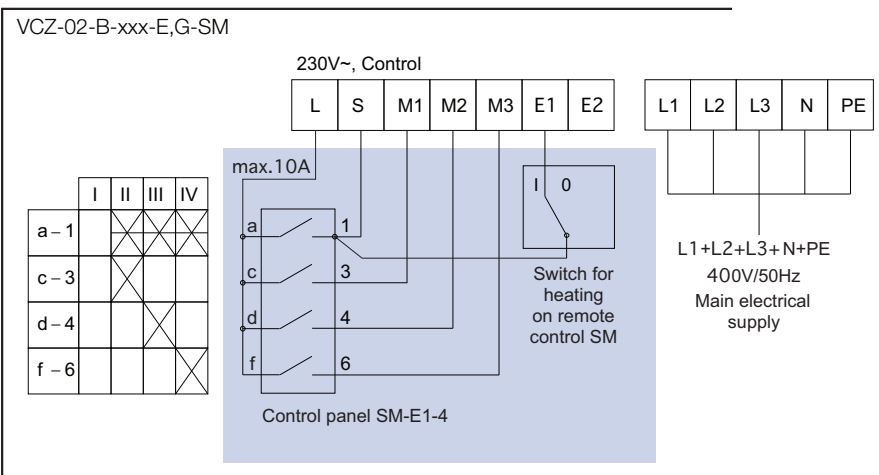 VCZ-02-B-xxx-E,G-SM
230V~, Control
L S M1 M2 M3 E1 E2
L1 L2 L3 N PE
max.10A
I 0
I II III IV
a – 1
c – 3
d – 4
f – 6
a 1
c 3
d 4
f 6
Switch for
heating
on remote
control SM
L1+L2+L3+N+PE
400V/50Hz
Main electrical
supply
Control panel SM-E1-4